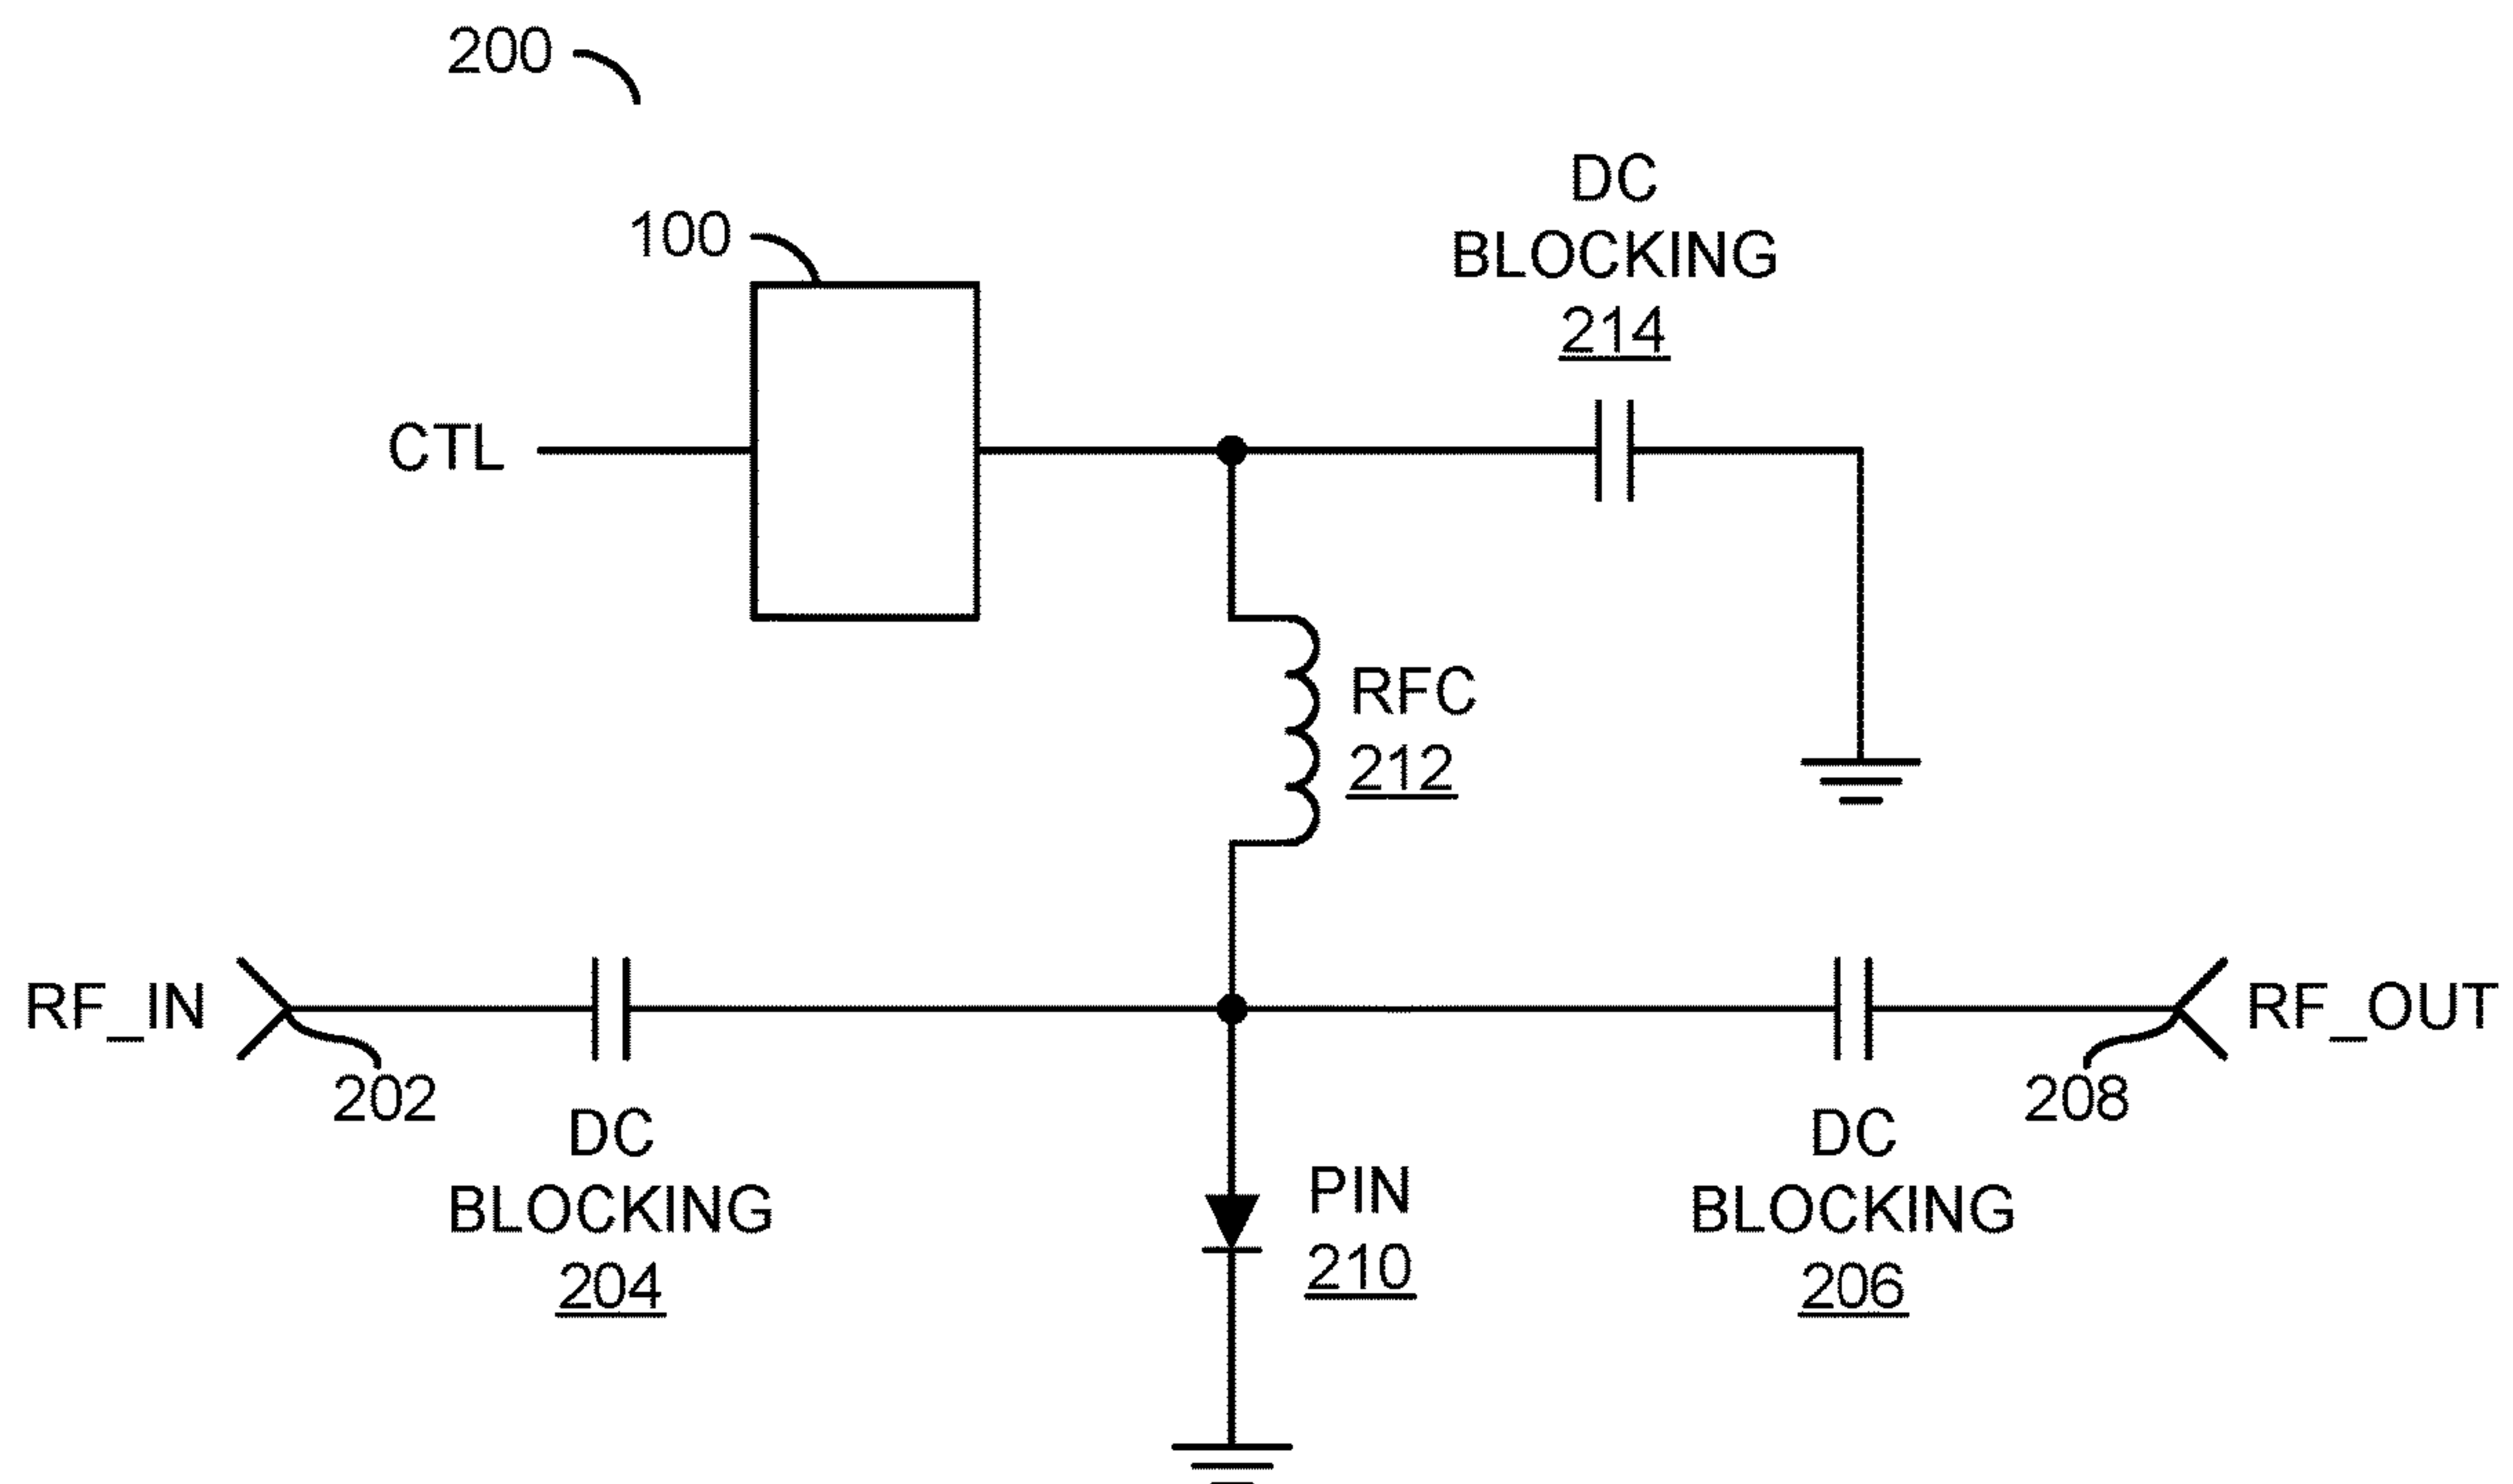 200
100
DC
BLOCKING
214
CTL
RFC
212
RF_IN
RF_OUT
202
208
DC
BLOCKING
204
PIN
210
DC
BLOCKING
206